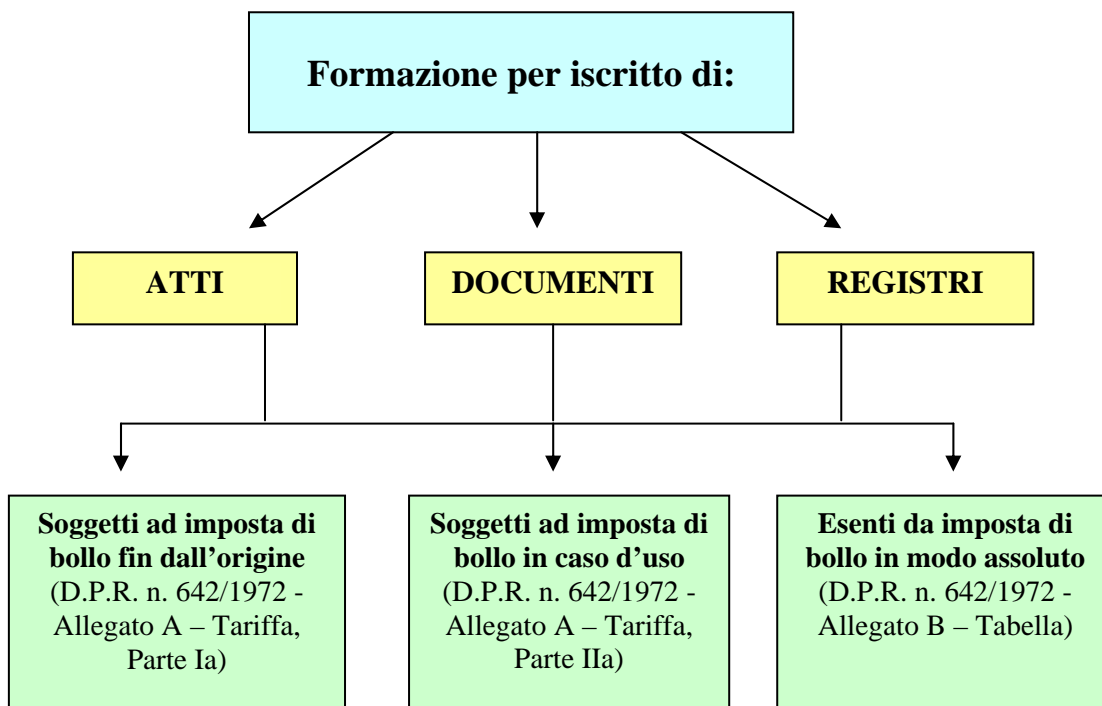 Formazione per iscritto di:
ATTI
DOCUMENTI
REGISTRI
Soggetti ad imposta di
bollo fin dall'origine
(D.P.R. n. 642/1972 -
Allegato A – Tariffa,
Parte Ia)
Soggetti ad imposta di
bollo in caso d'uso
(D.P.R. n. 642/1972 -
Allegato A – Tariffa,
Parte IIa)
Esenti da imposta di
bollo in modo assoluto
(D.P.R. n. 642/1972 -
Allegato B – Tabella)